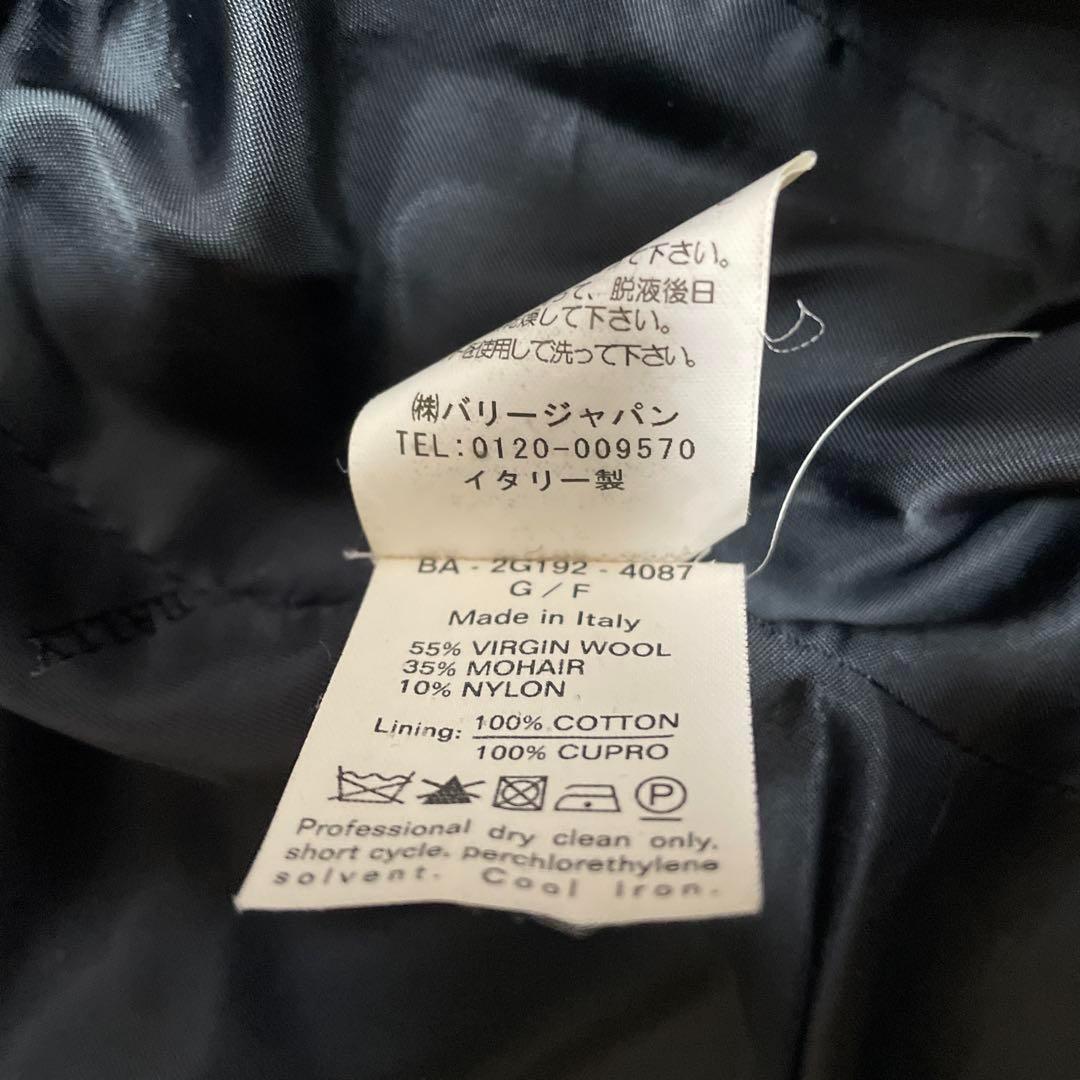 て下さい。
て、脱液後日
燥して下さい。
を使用して洗って下さい。
㈱バリージャパン
TEL:0120-009570
イタリー製
BA - 2G192 - 4087
G / F
Made in Italy
55% VIRGIN WOOL
35% MOHAIR
10% NYLON
Lining: 100% COTTON
100% CUPRO
P
Professional dry clean only.
short cycle. perchlorethylene
solvent. Cool iron.
BALLY